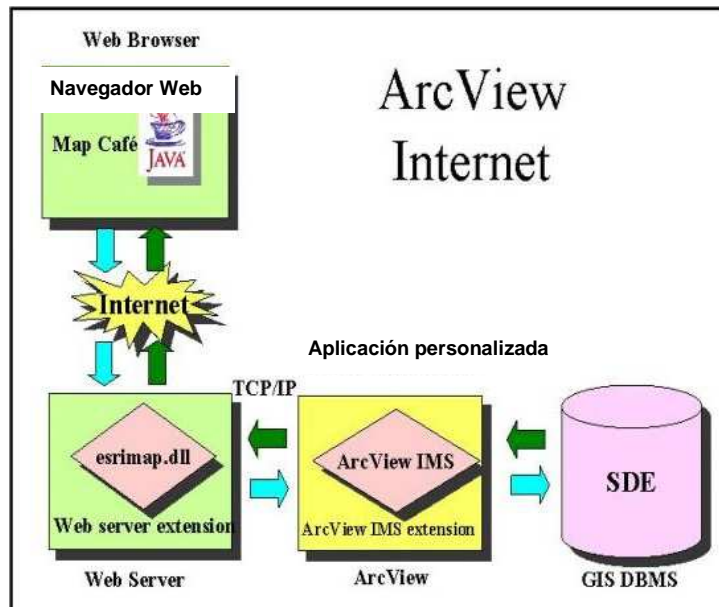 Web Browser
Navegador Web
Map Café
JAVA
ArcView
Internet
Internet
Aplicación personalizada
TCP/IP
esrimap.dll
Web server extension
Web Server
ArcView IMS
ArcView IMS extension
ArcView
SDE
GIS DBMS